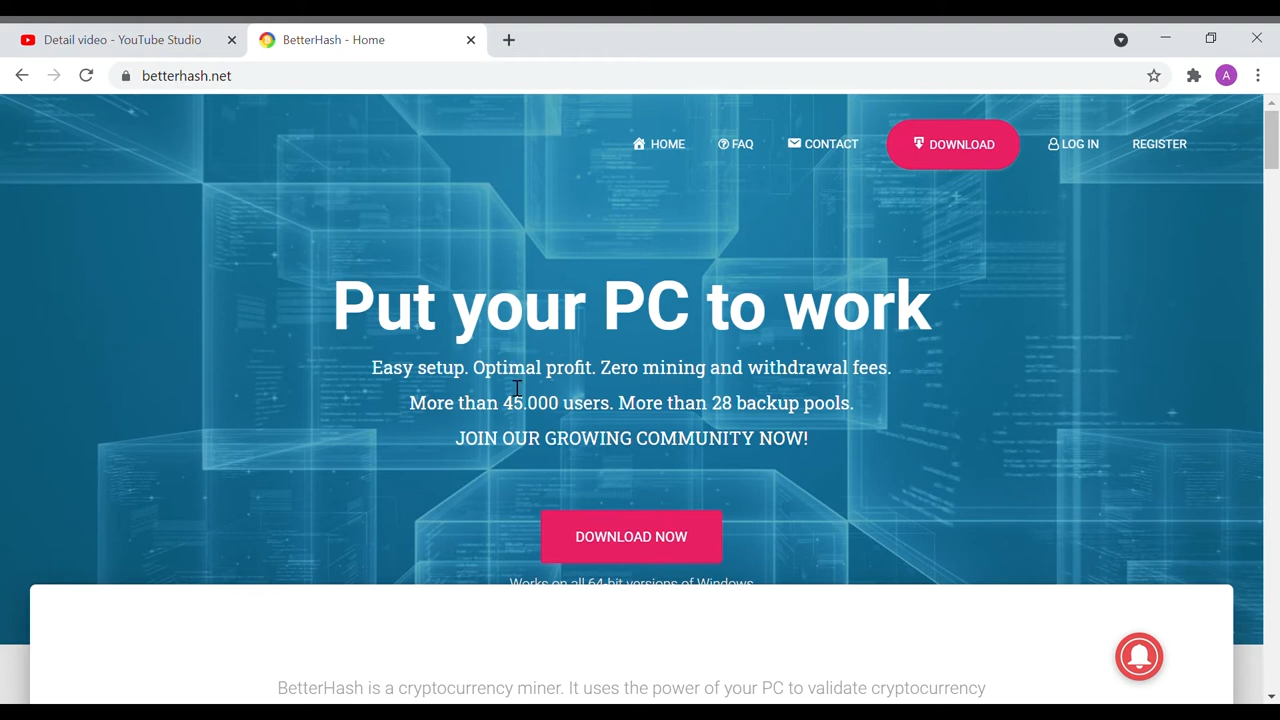 Detail video - YouTube Studio
BetterHash - Home
betterhash.net
A
HOME
FAQ
CONTACT
DOWNLOAD
LOG IN
REGISTER
Put your PC to work
Easy setup. Optimal profit. Zero mining and withdrawal fees.
More than 45.000 users. More than 28 backup pools.
JOIN OUR GROWING COMMUNITY NOW!
DOWNLOAD NOW
Works on all 64-bit versions of Windows
BetterHash is a cryptocurrency miner. It uses the power of your PC to validate cryptocurrency